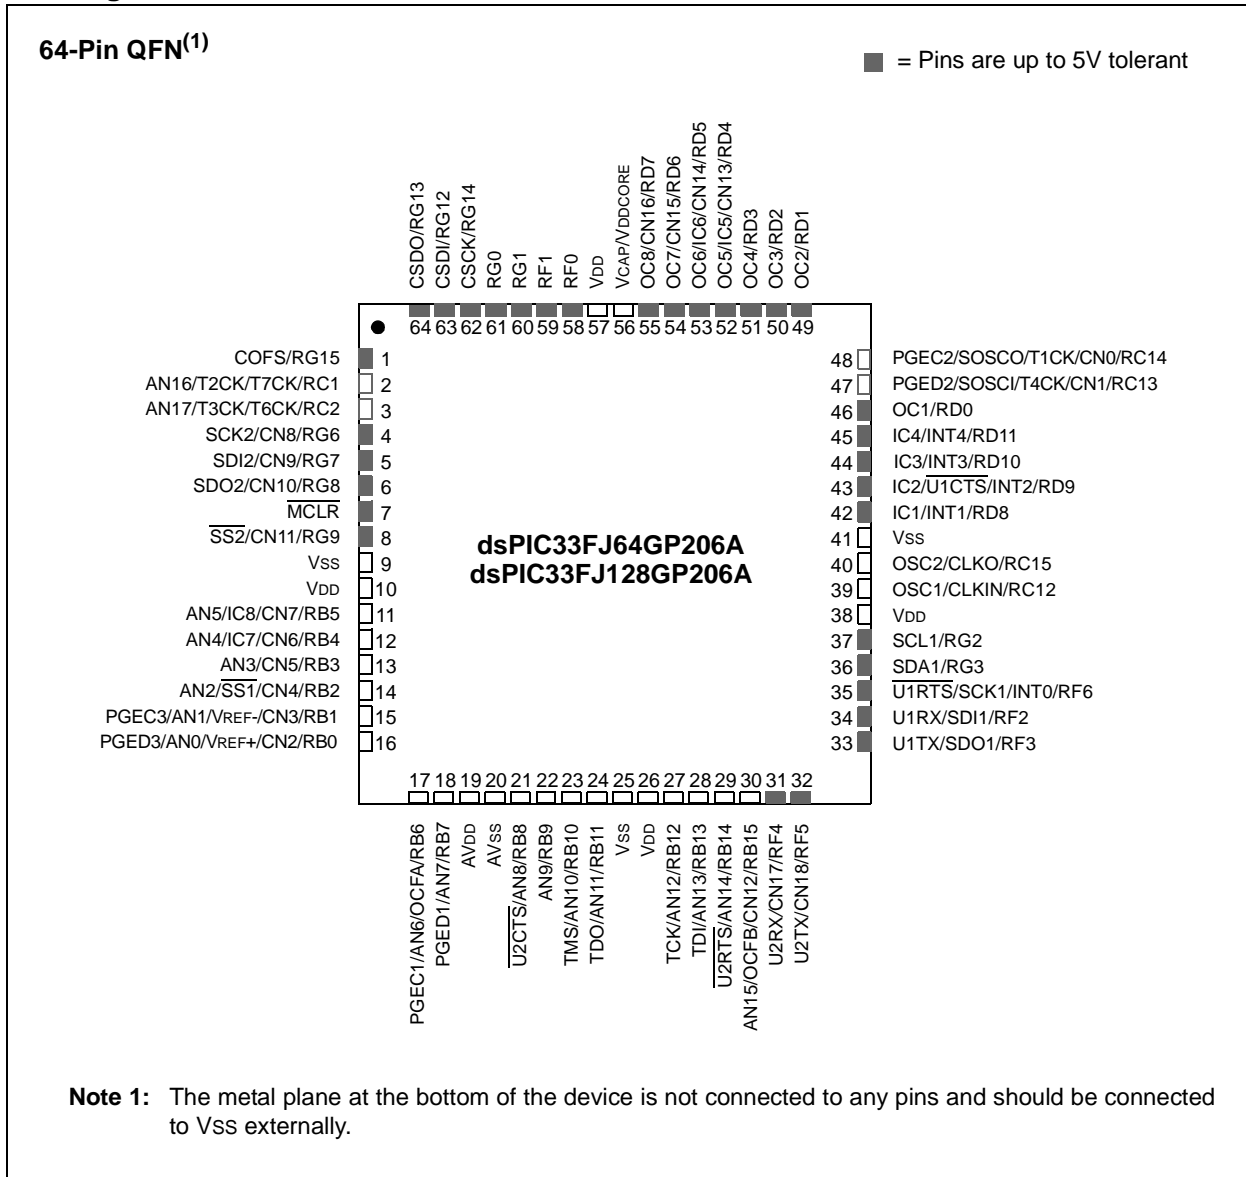 64-Pin QFN(1)
= Pins are up to 5V tolerant
CSDO/RG13
CSDI/RG12
CSCK/RG14
RG0
RG1
RF1
RF0
VDD
VCAP/VDDCORE
OC8/CN16/RD7
OC7/CN15/RD6
OC6/IC6/CN14/RD5
OC5/IC5/CN13/RD4
OC4/RD3
OC3/RD2
OC2/RD1
64 63 62 61 60 59 58 57 56 55 54 53 52 51 50 49
COFS/RG15 1
AN16/T2CK/T7CK/RC1 2
AN17/T3CK/T6CK/RC2 3
SCK2/CN8/RG6 4
SDI2/CN9/RG7 5
SDO2/CN10/RG8 6
MCLR 7
SS2/CN11/RG9 8
VSS 9
VDD 10
AN5/IC8/CN7/RB5 11
AN4/IC7/CN6/RB4 12
AN3/CN5/RB3 13
AN2/SS1/CN4/RB2 14
PGEC3/AN1/VREF-/CN3/RB1 15
PGED3/AN0/VREF+/CN2/RB0 16
dsPIC33FJ64GP206A
dsPIC33FJ128GP206A
48 PGEC2/SOSCO/T1CK/CN0/RC14
47 PGED2/SOSCI/T4CK/CN1/RC13
46 OC1/RD0
45 IC4/INT4/RD11
44 IC3/INT3/RD10
43 IC2/U1CTS/INT2/RD9
42 IC1/INT1/RD8
41 VSS
40 OSC2/CLKO/RC15
39 OSC1/CLKIN/RC12
38 VDD
37 SCL1/RG2
36 SDA1/RG3
35 U1RTS/SCK1/INT0/RF6
34 U1RX/SDI1/RF2
33 U1TX/SDO1/RF3
17 18 19 20 21 22 23 24 25 26 27 28 29 30 31 32
PGEC1/AN6/OCFA/RB6
PGED1/AN7/RB7
AVDD
AVSS
U2CTS/AN8/RB8
AN9/RB9
TMS/AN10/RB10
TDO/AN11/RB11
VSS
VDD
TCK/AN12/RB12
TDI/AN13/RB13
U2RTS/AN14/RB14
AN15/OCFB/CN12/RB15
U2RX/CN17/RF4
U2TX/CN18/RF5
Note 1: The metal plane at the bottom of the device is not connected to any pins and should be connected
to VSS externally.